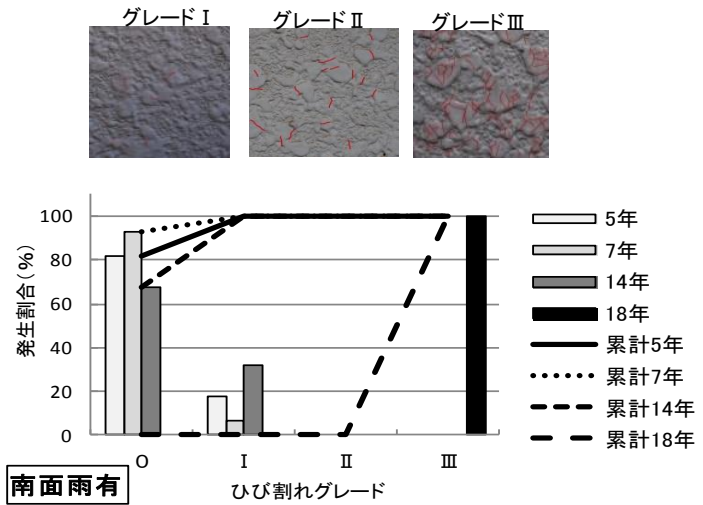 グレードⅠ グレードⅡ グレードⅢ
100
80
60
40
20
0
発生割合(%)
O Ⅰ Ⅱ Ⅲ
ひび割れグレード
南面雨有
5年
7年
14年
18年
累計5年
累計7年
累計14年
累計18年